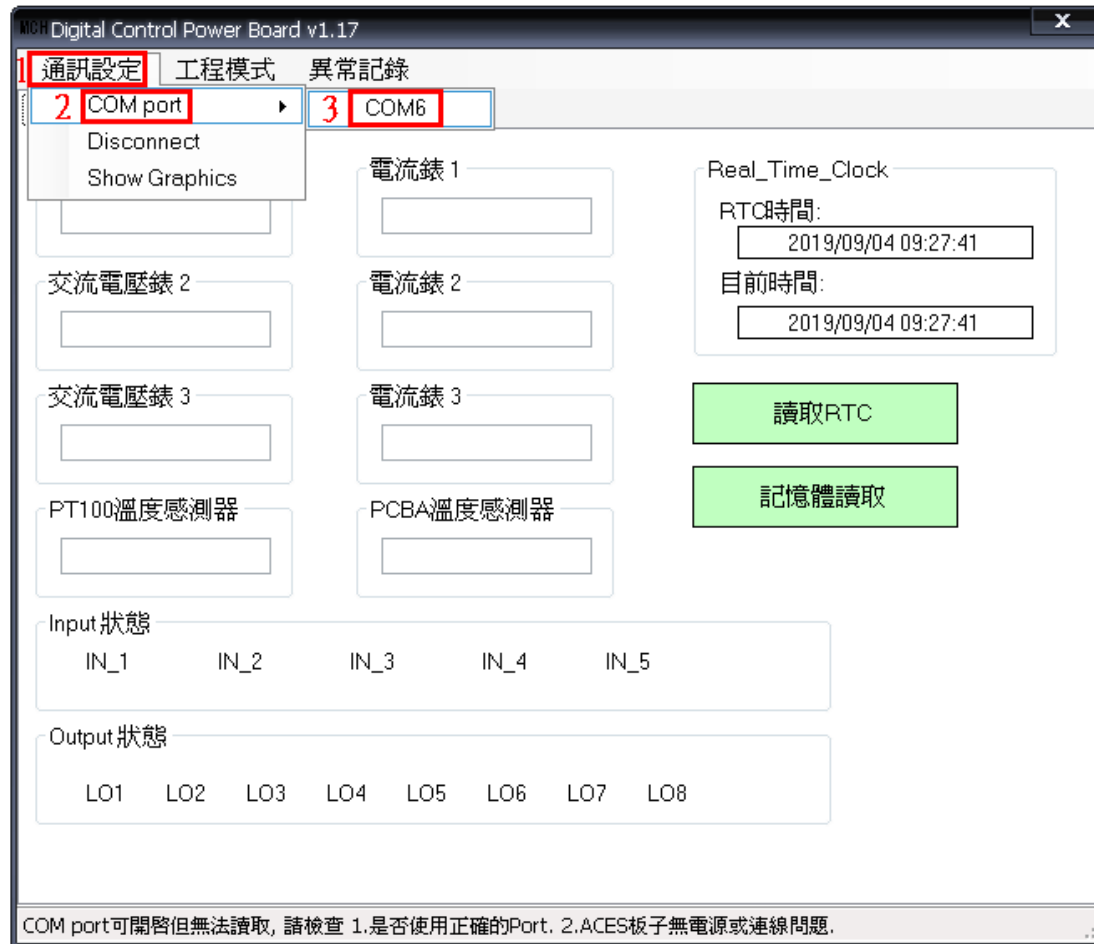 MCH Digital Control Power Board v1.17
x
1 通訊設定 工程模式 異常記錄
2 COM port 3 COM6
Disconnect
Show Graphics
電流錶 1
Real_Time_Clock
RTC時間:
2019/09/04 09:27:41
交流電壓錶 2
電流錶 2
目前時間:
2019/09/04 09:27:41
交流電壓錶 3
電流錶 3
讀取RTC
記憶體讀取
PT100溫度感測器
PCBA溫度感測器
Input 狀態
IN_1 IN_2 IN_3 IN_4 IN_5
Output 狀態
LO1 LO2 LO3 LO4 LO5 LO6 LO7 LO8
COM port可開啓但無法讀取, 請檢查 1.是否使用正確的Port. 2.ACES板子無電源或連線問題.